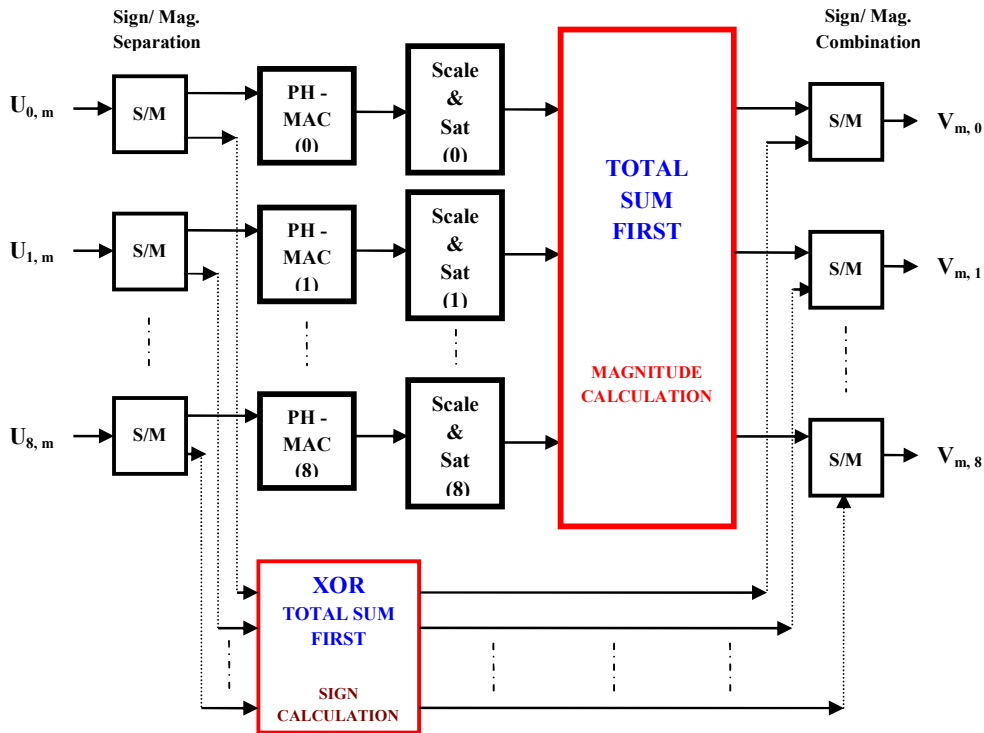 Sign/ Mag.
Separation
Sign/ Mag.
Combination
U0, m
S/M
PH -
MAC
(0)
Scale
&
Sat
(0)
TOTAL
SUM
FIRST
S/M
Vm, 0
U1, m
S/M
PH -
MAC
(1)
Scale
&
Sat
(1)
S/M
Vm, 1
MAGNITUDE
CALCULATION
U8, m
S/M
PH -
MAC
(8)
Scale
&
Sat
(8)
S/M
Vm, 8
XOR
TOTAL SUM
FIRST
SIGN
CALCULATION